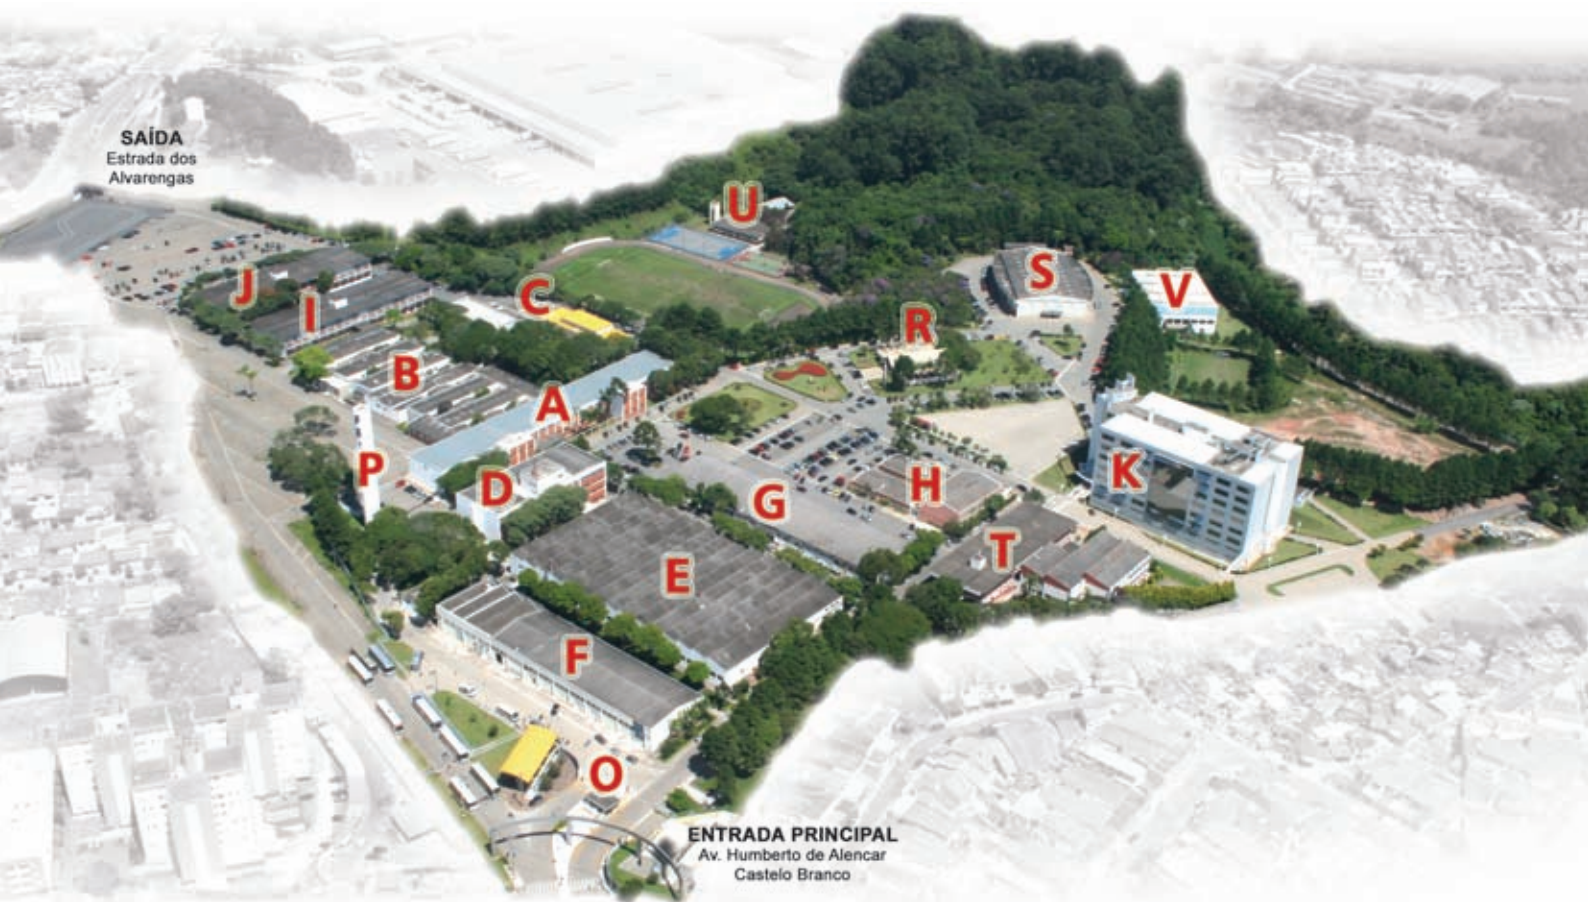 SAÍDA
Estrada dos
Alvarengas
U
S
J
I
C
V
R
B
A
P
D
G
H
K
T
E
F
O
ENTRADA PRINCIPAL
Av. Humberto de Alencar
Castelo Branco